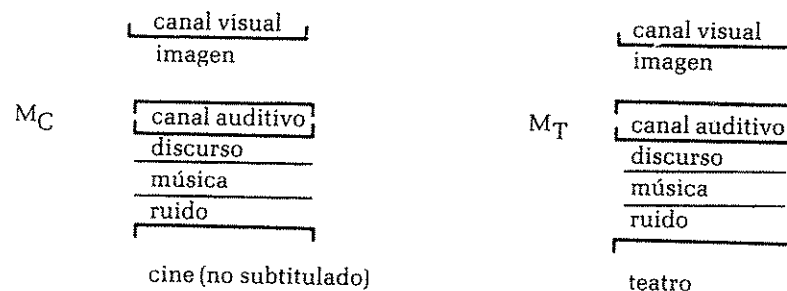 canal visual
imagen
M_C
canal auditivo
discurso
música
ruido
cine (no subtitulado)
canal visual
imagen
M_T
canal auditivo
discurso
música
ruido
teatro